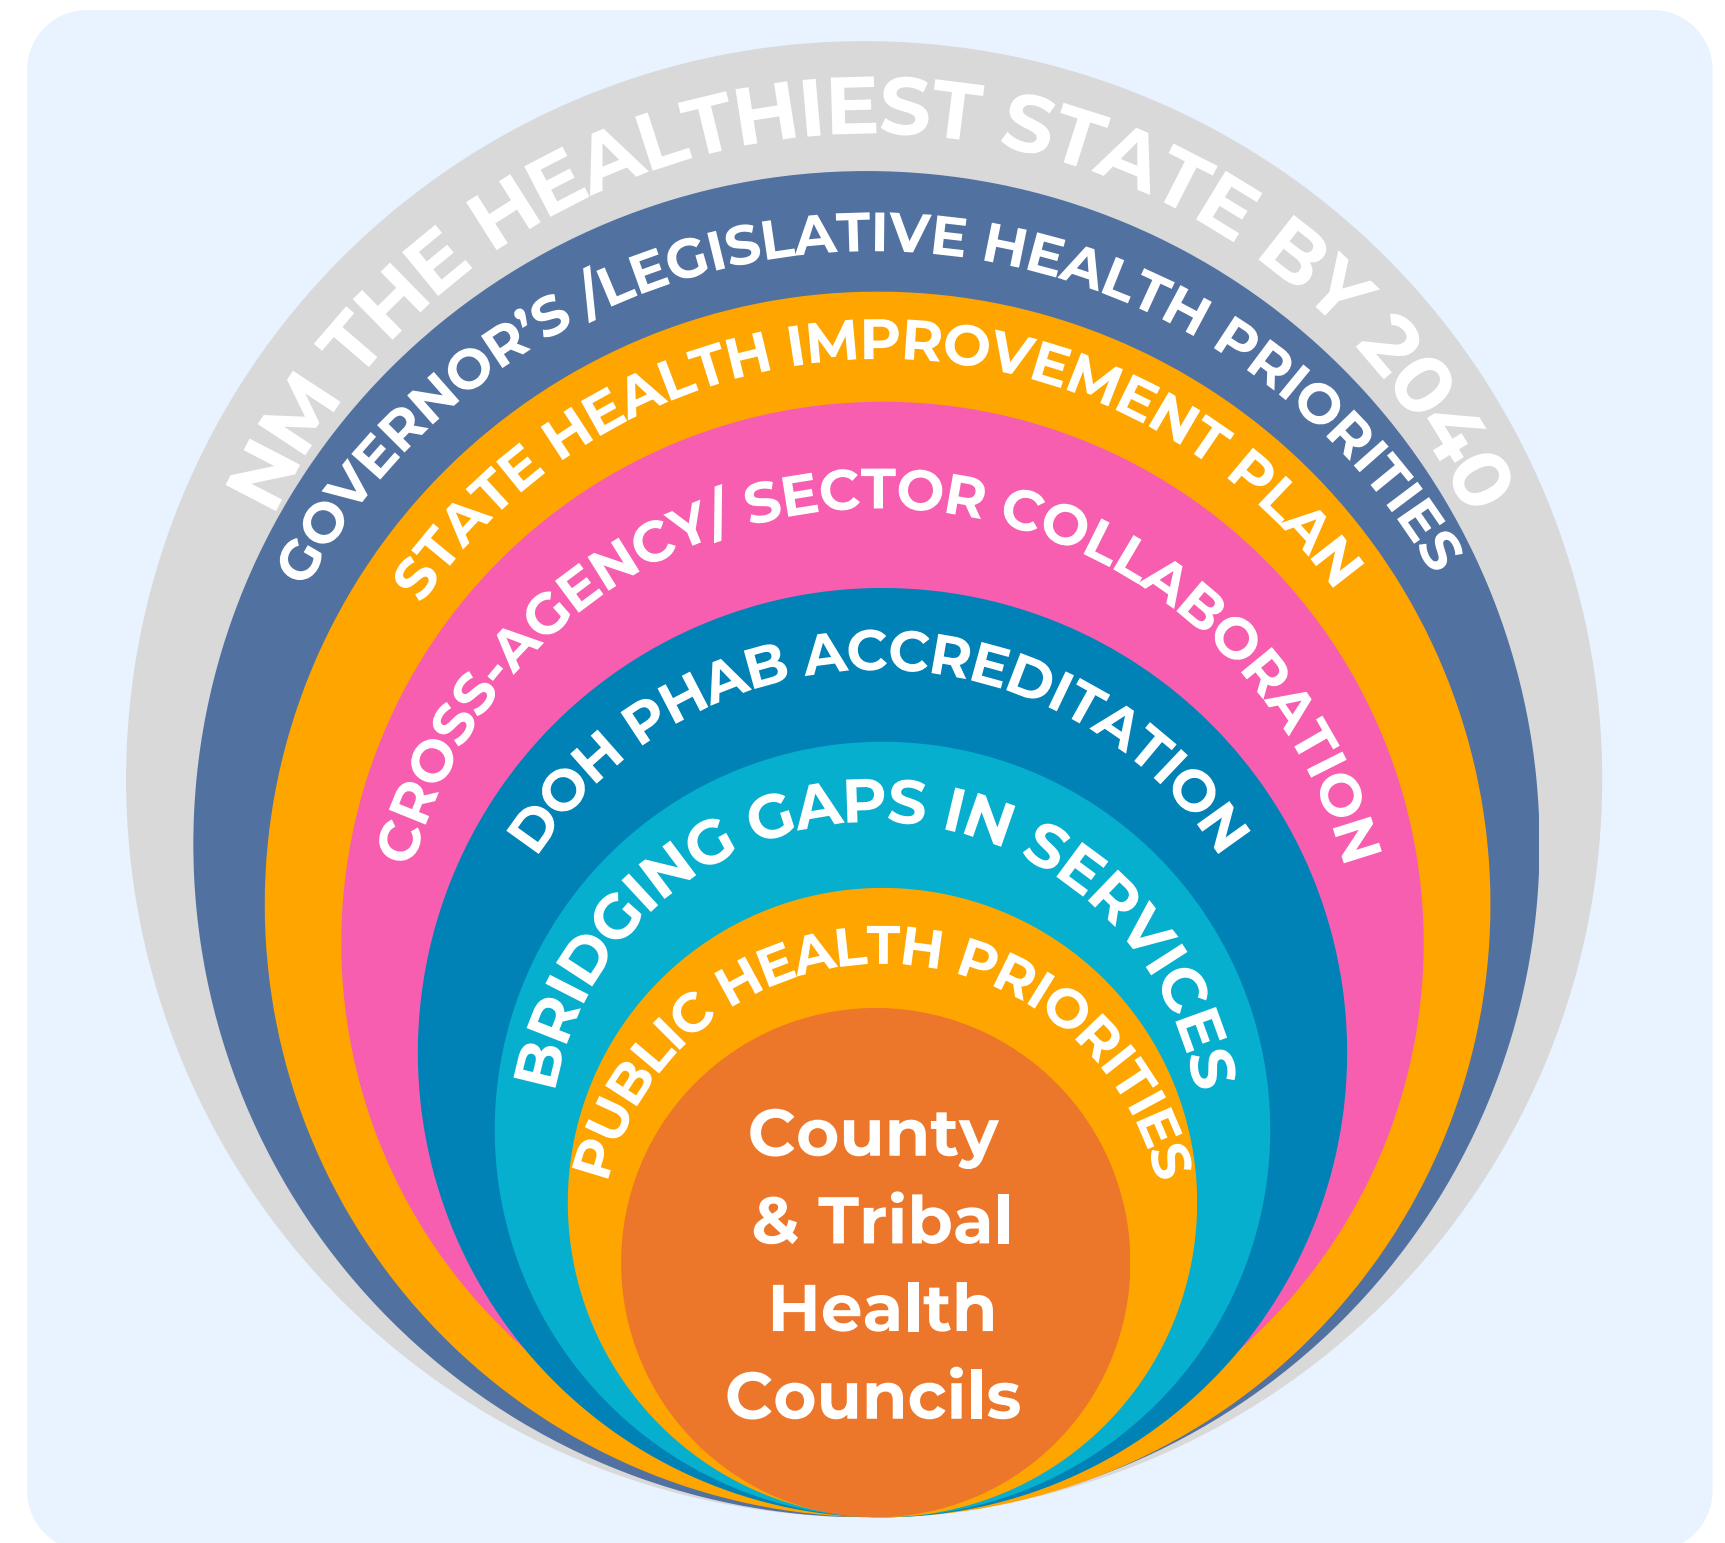 NM THE HEALTHIEST STATE BY 2040
GOVERNOR'S /LEGISLATIVE HEALTH PRIORITIES
STATE HEALTH IMPROVEMENT PLAN
CROSS-AGENCY/ SECTOR COLLABORATION
DOH PHAB ACCREDITATION
BRIDGING GAPS IN SERVICES
PUBLIC HEALTH PRIORITIES
County
& Tribal
Health
Councils